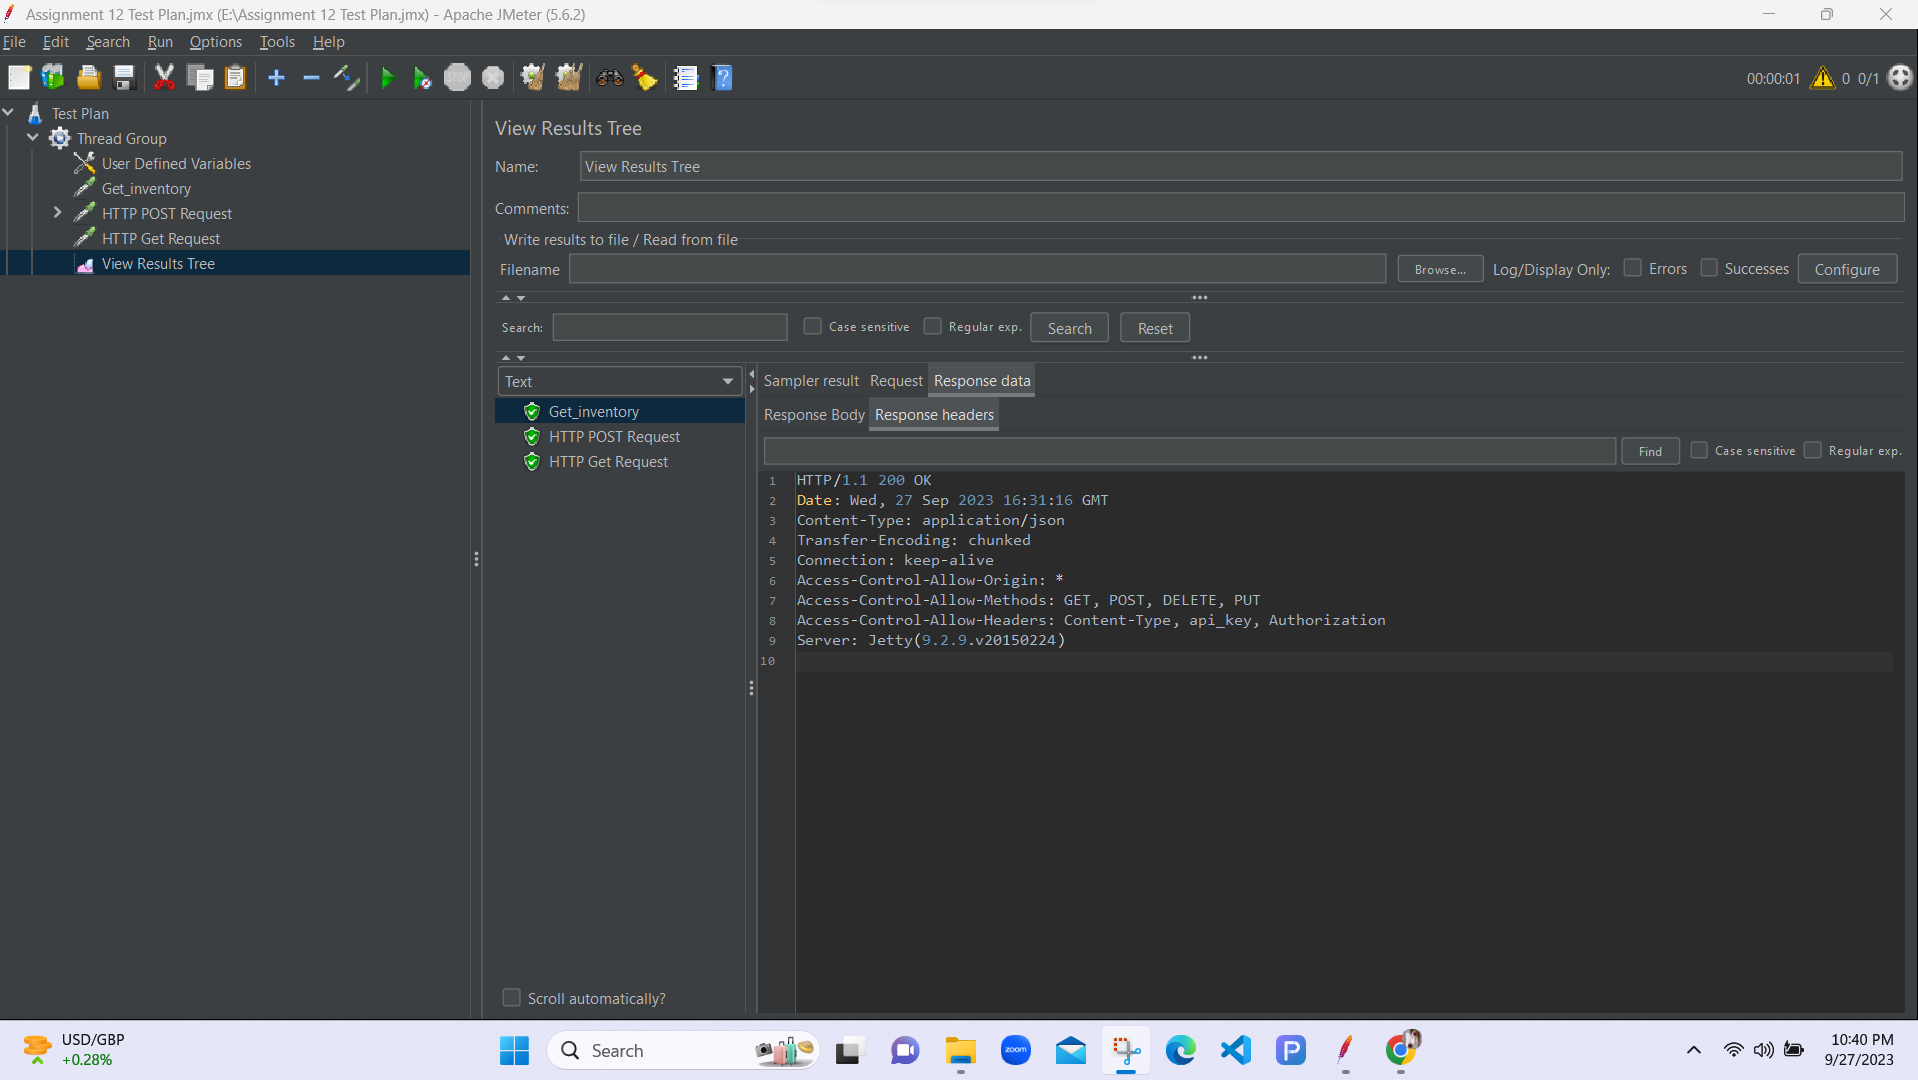 Assignment 12 Test Plan.jmx (E:\Assignment 12 Test Plan.jmx) - Apache JMeter (5.6.2)
File Edit Search Run Options Tools Help
STOP
00:00:01 0 0/1
Test Plan
Thread Group
User Defined Variables
Get_inventory
HTTP POST Request
HTTP Get Request
View Results Tree
View Results Tree
Name: View Results Tree
Comments:
Write results to file / Read from file
Filename Browse... Log/Display Only: Errors Successes Configure
Search: Case sensitive Regular exp. Search Reset
Text
Get_inventory
HTTP POST Request
HTTP Get Request
Scroll automatically?
Sampler result Request Response data
Response Body Response headers
Find Case sensitive Regular exp.
1 HTTP/1.1 200 OK
2 Date: Wed, 27 Sep 2023 16:31:16 GMT
3 Content-Type: application/json
4 Transfer-Encoding: chunked
5 Connection: keep-alive
6 Access-Control-Allow-Origin: *
7 Access-Control-Allow-Methods: GET, POST, DELETE, PUT
8 Access-Control-Allow-Headers: Content-Type, api_key, Authorization
9 Server: Jetty(9.2.9.v20150224)
10
USD/GBP
+0.28%
Search
zoom
P
10:40 PM
9/27/2023